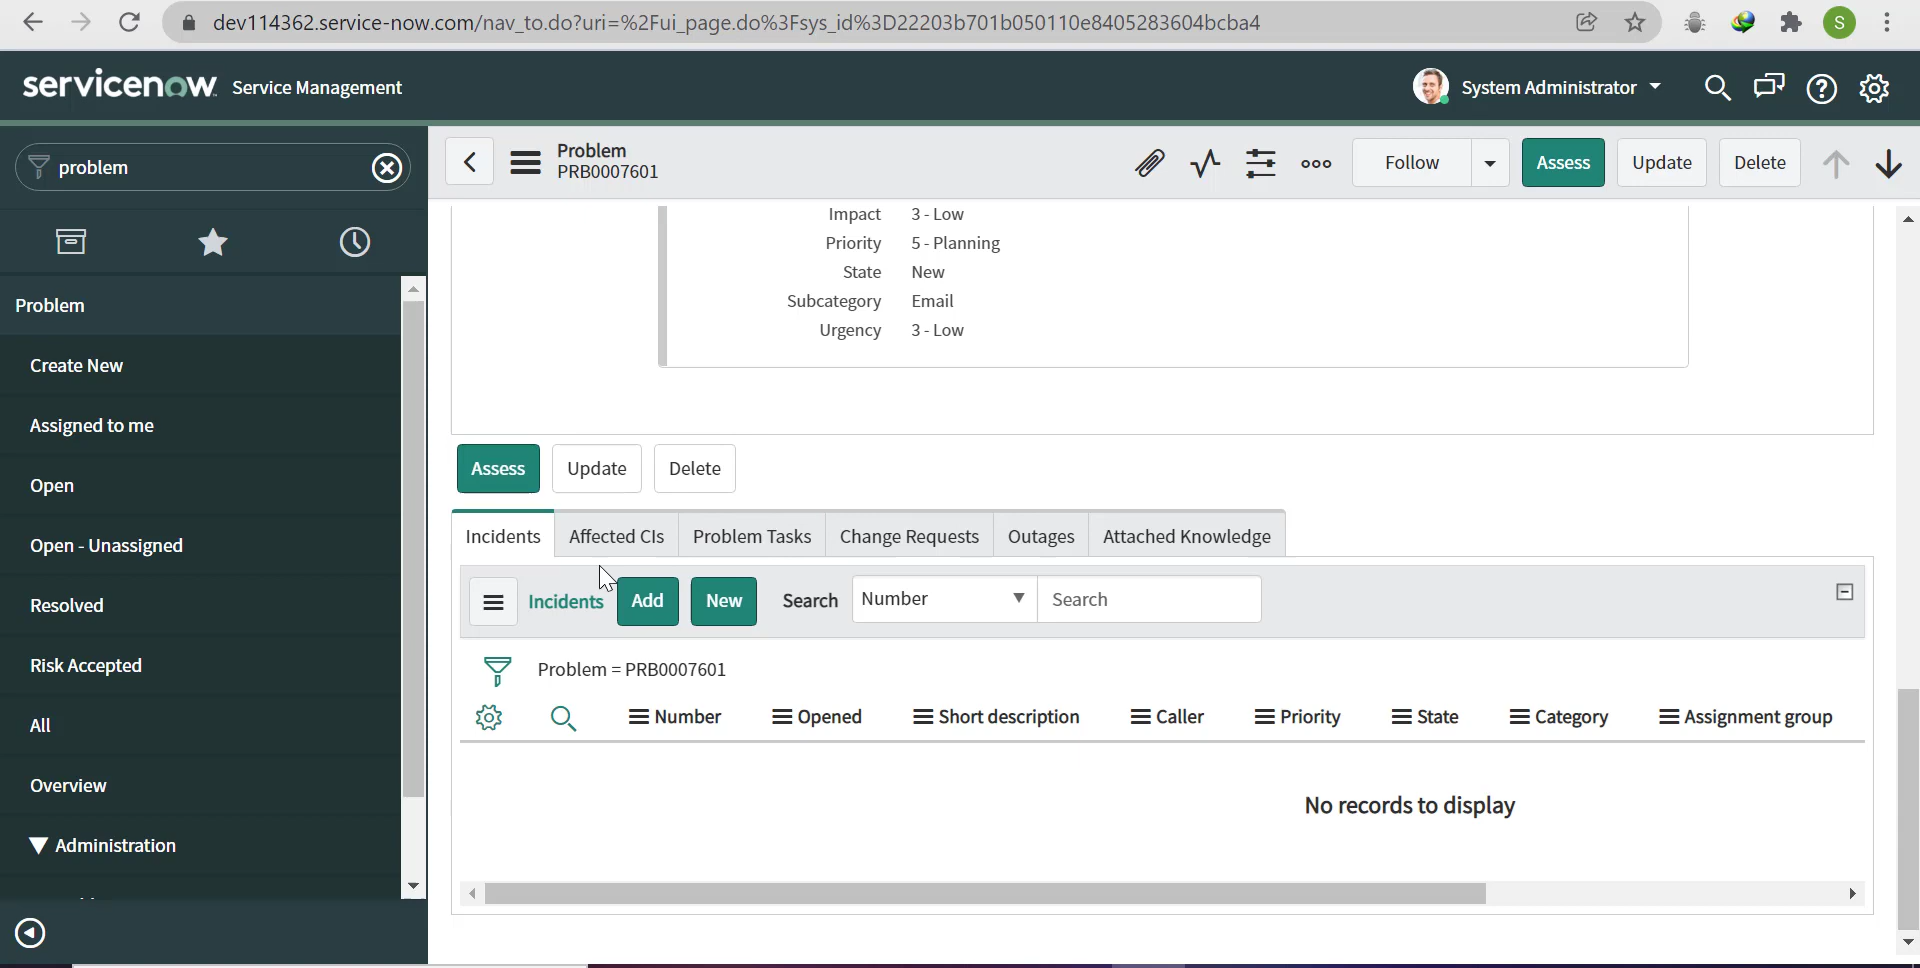 dev114362.service-now.com/nav_to.do?uri=%2Fui_page.do%3Fsys_id%3D22203b701b050110e8405283604bcba4
S
servicenow Service Management
System Administrator
problem
Problem
PRB0007601
Follow
Assess
Update
Delete
Problem
Create New
Assigned to me
Open
Open - Unassigned
Resolved
Risk Accepted
All
Overview
Administration
Impact 3 - Low
Priority 5 - Planning
State New
Subcategory Email
Urgency 3 - Low
Assess Update Delete
Incidents Affected CIs Problem Tasks Change Requests Outages Attached Knowledge
Incidents Add New Search Number Search
Problem = PRB0007601
Number Opened Short description Caller Priority State Category Assignment group
No records to display